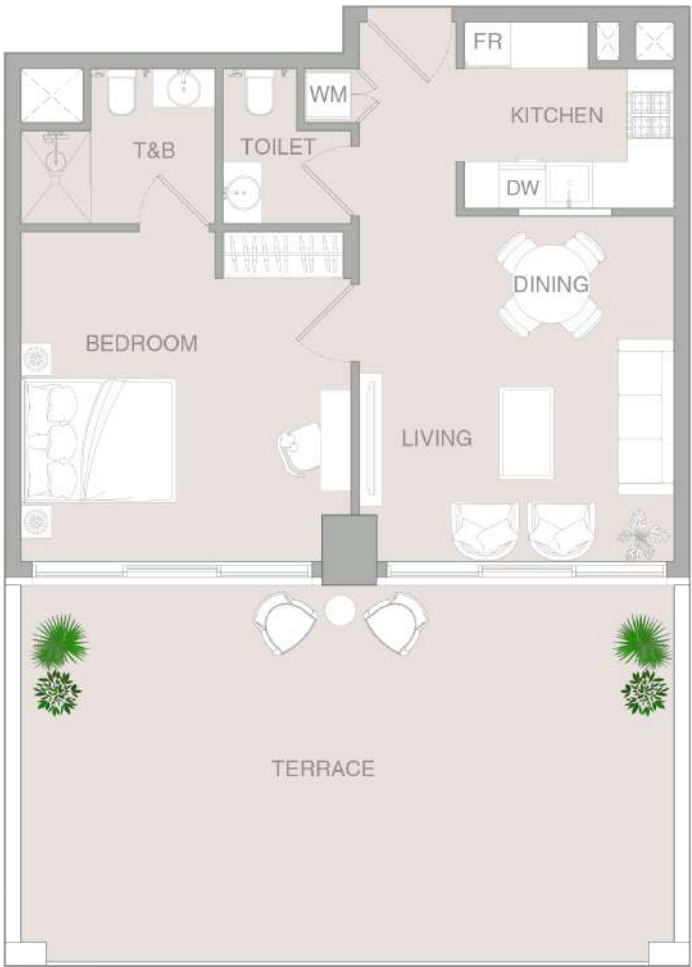 FR
WM
KITCHEN
T&B
TOILET
DW
DINING
BEDROOM
LIVING
TERRACE